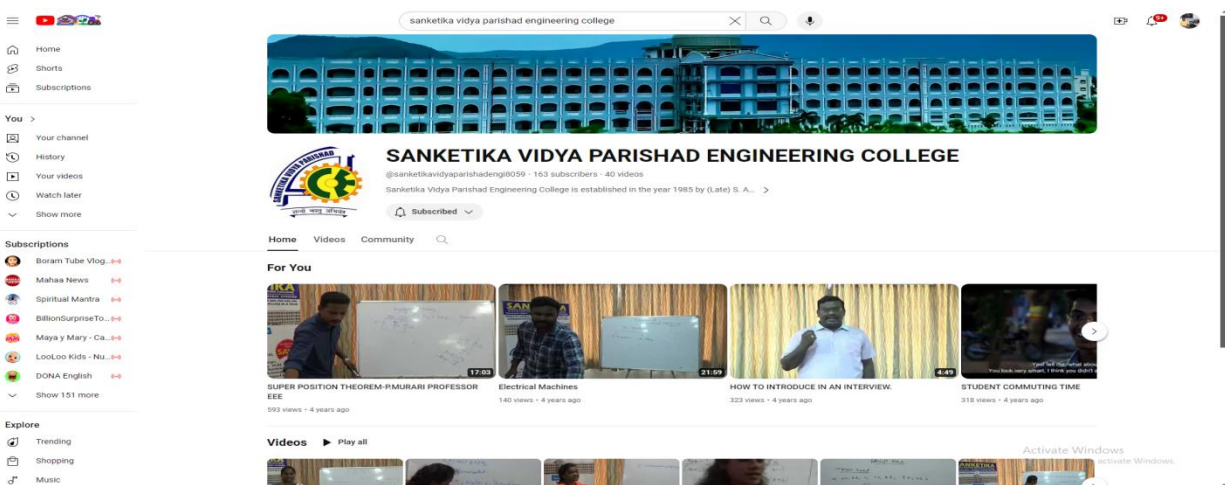 sanketika vidya parishad engineering college
9+
Home
Shorts
Subscriptions
You >
Your channel
History
Your videos
Watch later
Show more
Subscriptions
Boram Tube Vlog...
Mahaa News
Spiritual Mantra
BillionSurpriseTo...
Maya y Mary - Ca...
LooLoo Kids - Nu...
DONA English
Show 151 more
Explore
Trending
Shopping
Music
SANKETIKA VIDYA PARISHAD
SANKETIKA VIDYA PARISHAD ENGINEERING COLLEGE
@sanketikavidyaparishadengi8059 · 163 subscribers · 40 videos
Sanketika Vidya Parishad Engineering College is established in the year 1985 by (Late) S. A... >
Subscribed
Home Videos Community
For You
17:03
SUPER POSITION THEOREM-P.MURARI PROFESSOR
EEE
593 views · 4 years ago
21:59
Electrical Machines
140 views · 4 years ago
4:49
HOW TO INTRODUCE IN AN INTERVIEW.
323 views · 4 years ago
STUDENT COMMUTING TIME
318 views · 4 years ago
Videos Play all
Activate Windows
activate Windows.